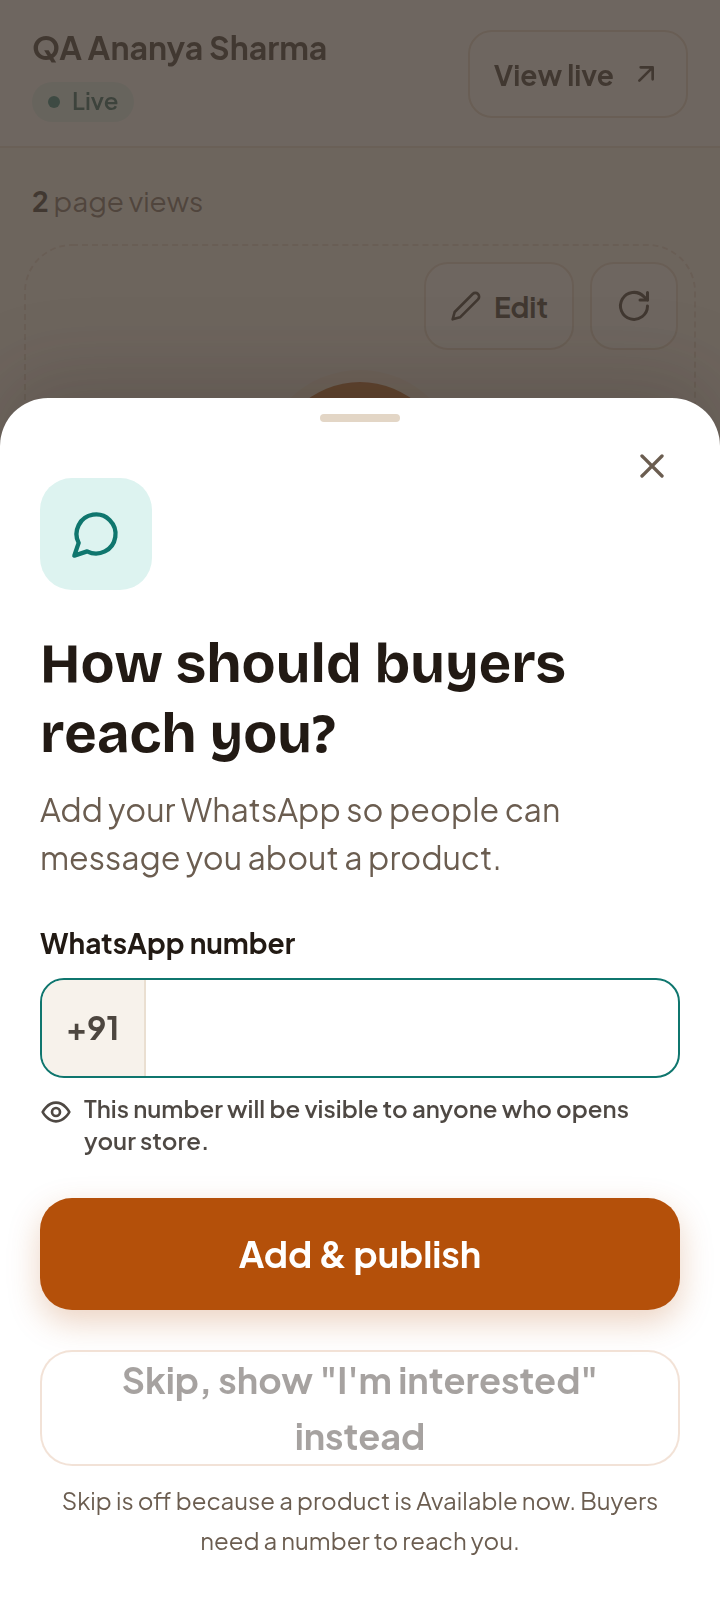 QA Ananya Sharma
Live
View live
2 page views
Edit
How should buyers
reach you?
Add your WhatsApp so people can
message you about a product.
WhatsApp number
+91
This number will be visible to anyone who opens
your store.
Add & publish
Skip, show "I'm interested"
instead
Skip is off because a product is Available now. Buyers
need a number to reach you.